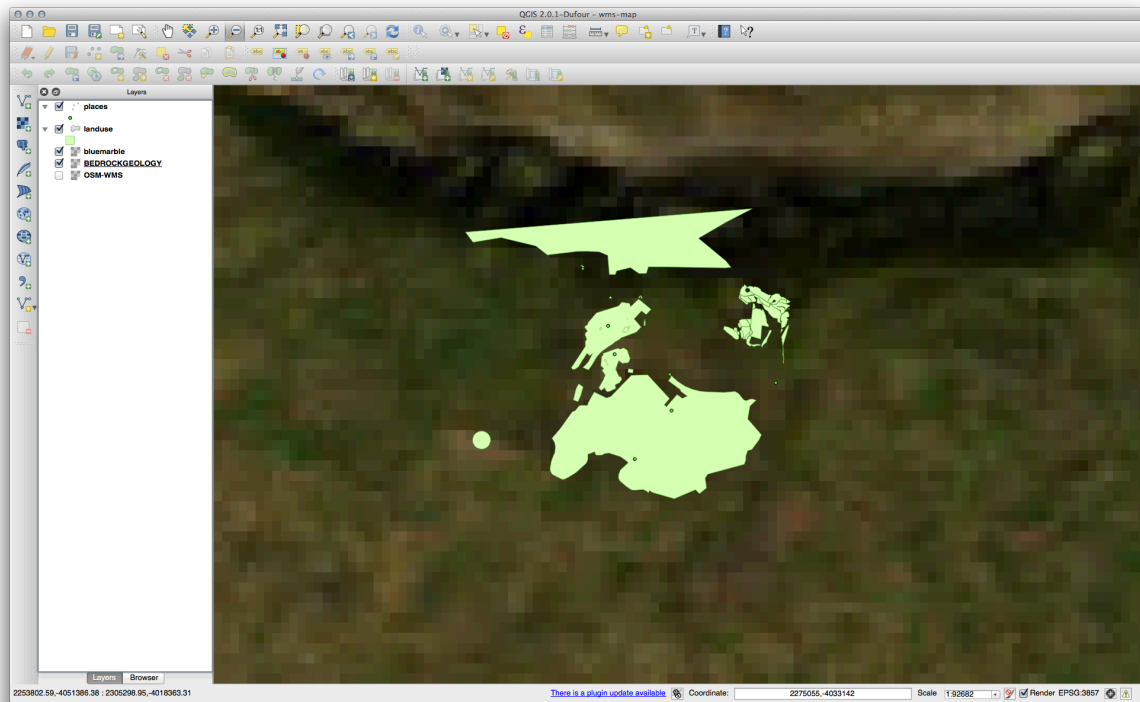 QGIS 2.0.1-Dufour - wms-map
Layers
places
landuse
bluemarble
BEDROCKGEOLOGY
OSM-WMS
Layers Browser
2253802.59,-4051386.38 : 2305298.95,-4018363.31 There is a plugin update available Coordinate: 2275055,-4033142 Scale 1:92682 Render EPSG:3857